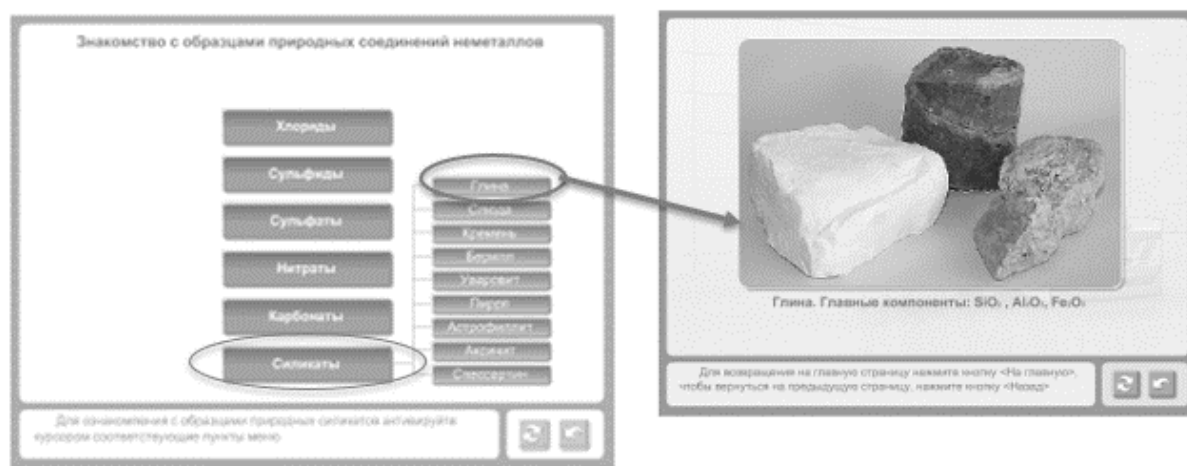 Знакомство с образцами природных соединений неметаллов
Хлориды
Сульфиды
Сульфаты
Нитраты
Карбонаты
Силикаты
Глина
Слюда
Кремень
Берилл
Уваровит
Пироп
Астрофиллит
Аксинит
Для ознакомления с образцами природных силикатов активируйте
курсором соответствующие пункты меню
Глина. Главные компоненты: SiO₂ , Al₂O₃, Fe₂O₃
Для возвращения на главную страницу нажмите кнопку <На главную>,
чтобы вернуться на предыдущую страницу, нажмите кнопку <Назад>